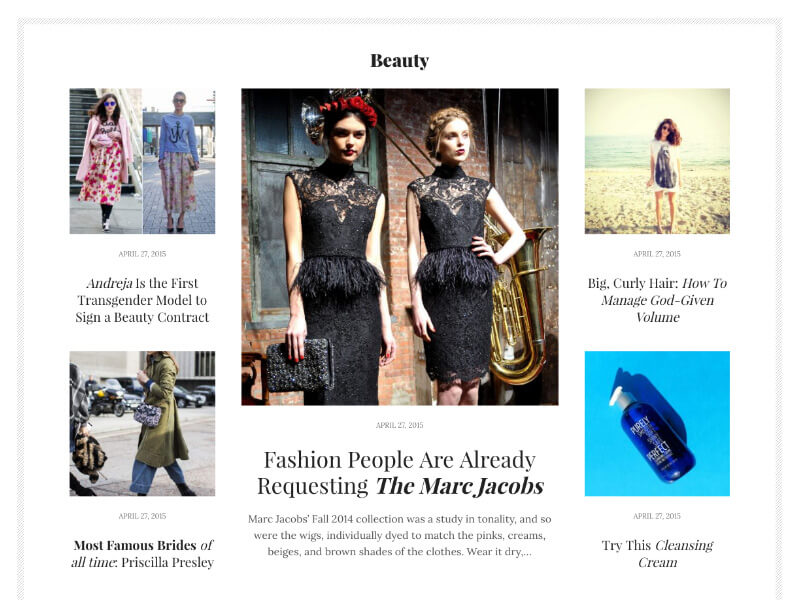 Beauty
APRIL 27, 2015
Andreja Is the First
Transgender Model to
Sign a Beauty Contract
APRIL 27, 2015
Most Famous Brides of
all time: Priscilla Presley
APRIL 27, 2015
Fashion People Are Already
Requesting The Marc Jacobs
Marc Jacobs' Fall 2014 collection was a study in tonality, and so
were the wigs, individually dyed to match the pinks, creams,
beiges, and brown shades of the clothes. Wear it dry,...
APRIL 27, 2015
Big, Curly Hair: How To
Manage God-Given
Volume
PURELY
PERFECT
APRIL 27, 2015
Try This Cleansing
Cream